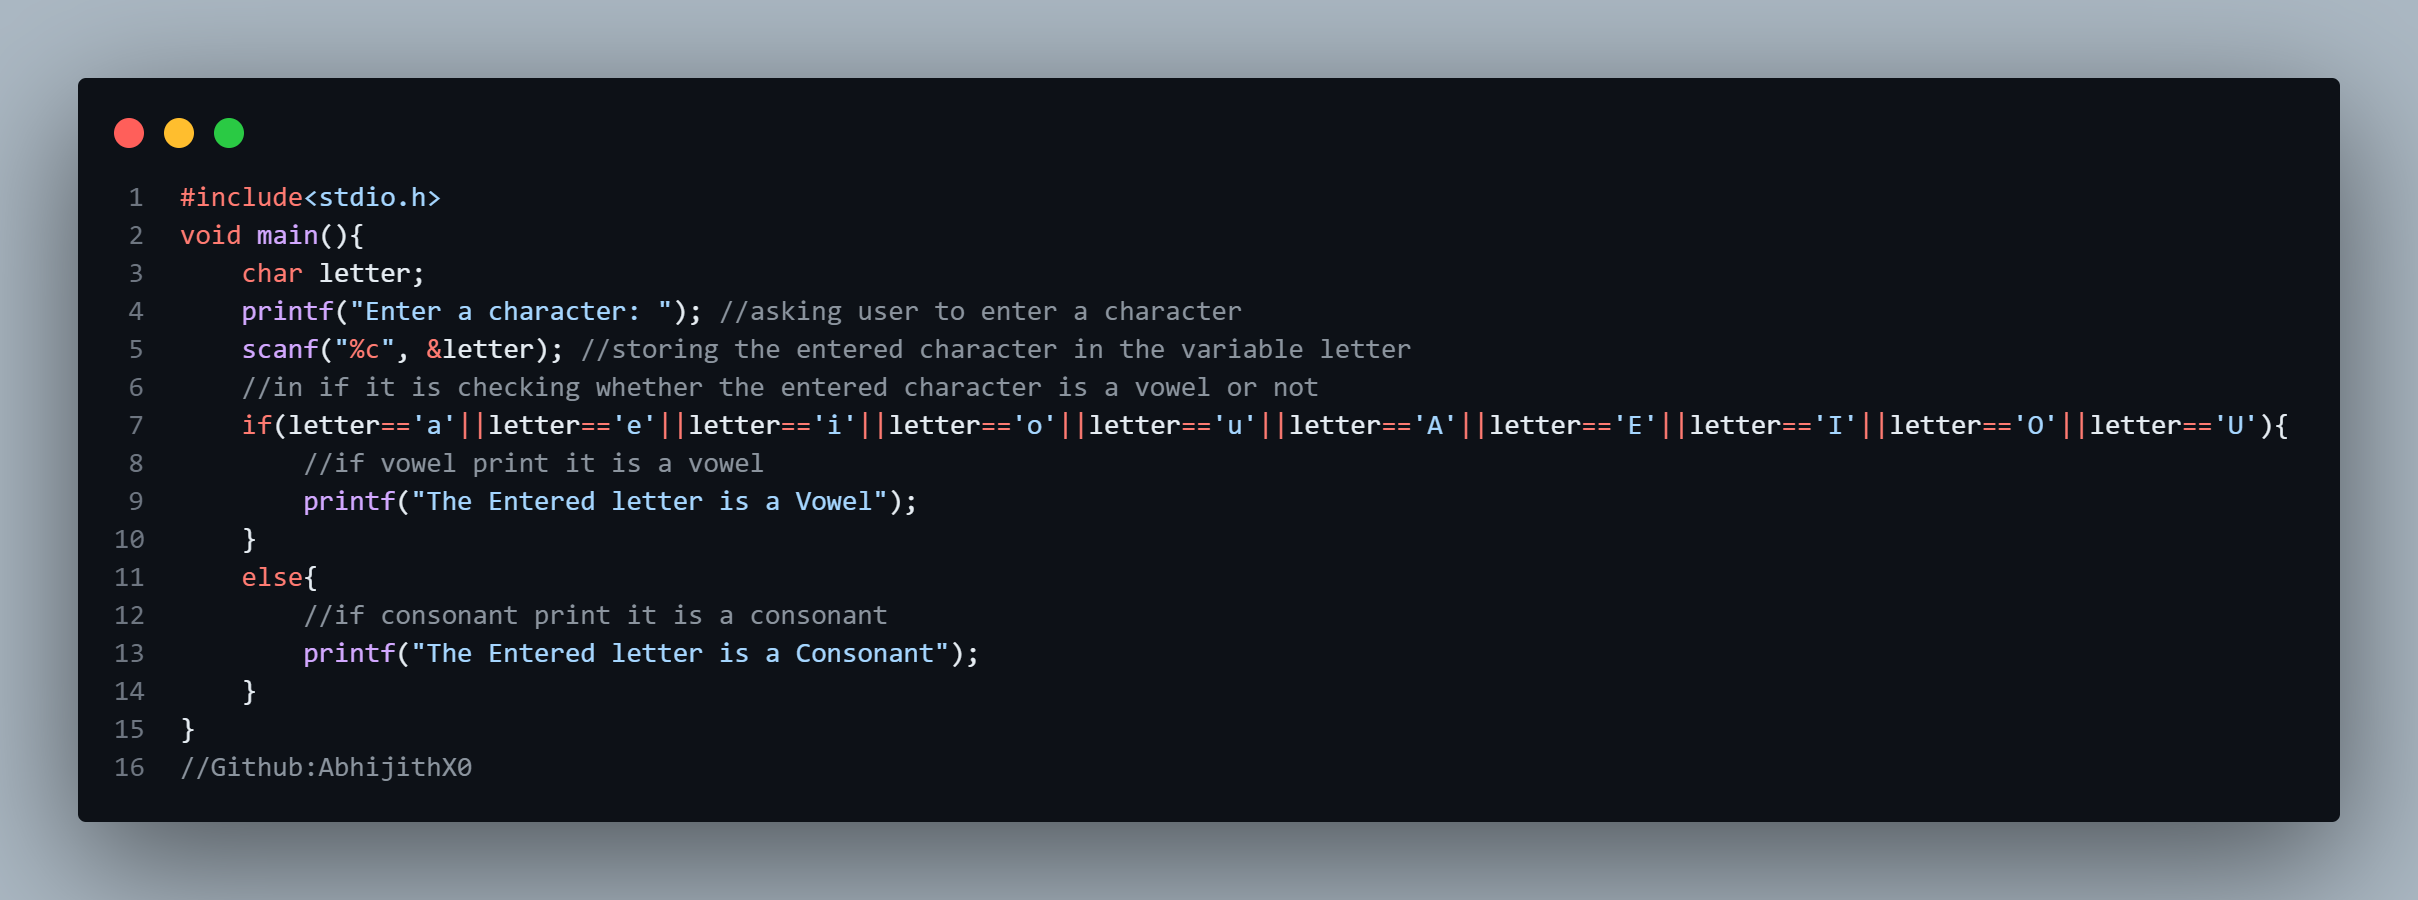 1 #include<stdio.h>
2 void main(){
3     char letter;
4     printf("Enter a character: "); //asking user to enter a character
5     scanf("%c", &letter); //storing the entered character in the variable letter
6     //in if it is checking whether the entered character is a vowel or not
7     if(letter=='a'||letter=='e'||letter=='i'||letter=='o'||letter=='u'||letter=='A'||letter=='E'||letter=='I'||letter=='O'||letter=='U'){
8         //if vowel print it is a vowel
9         printf("The Entered letter is a Vowel");
10     }
11     else{
12         //if consonant print it is a consonant
13         printf("The Entered letter is a Consonant");
14     }
15 }
16 //Github:AbhijithX0